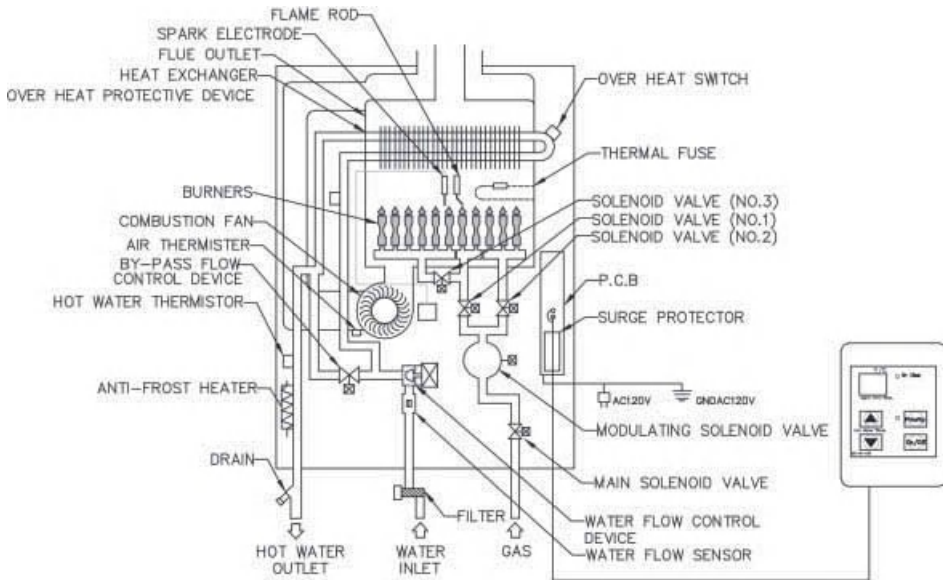 FLAME ROD
SPARK ELECTRODE
FLUE OUTLET
HEAT EXCHANGER
OVER HEAT PROTECTIVE DEVICE
OVER HEAT SWITCH
THERMAL FUSE
BURNERS
COMBUSTION FAN
AIR THERMISTER
BY-PASS FLOW
CONTROL DEVICE
HOT WATER THERMISTOR
SOLENOID VALVE (NO.3)
SOLENOID VALVE (NO.1)
SOLENOID VALVE (NO.2)
P.C.B
SURGE PROTECTOR
ANTI-FROST HEATER
AC120V
GNDAC120V
MODULATING SOLENOID VALVE
DRAIN
MAIN SOLENOID VALVE
FILTER
WATER FLOW CONTROL
DEVICE
WATER FLOW SENSOR
HOT WATER
OUTLET
WATER
INLET
GAS
Priority
On/Off